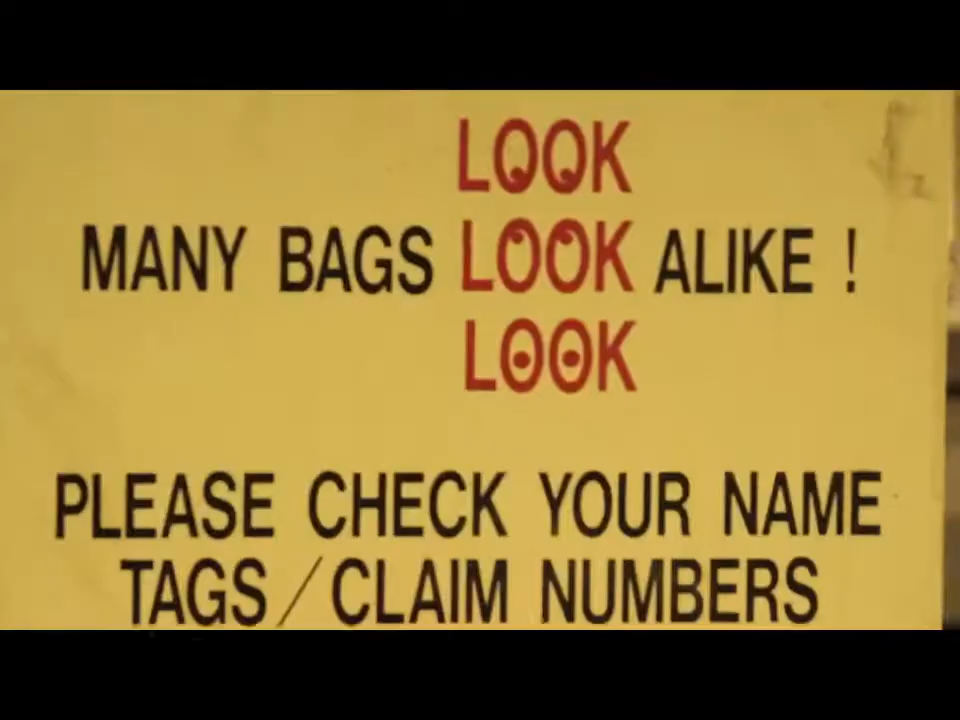 LOOK
MANY BAGS LOOK ALIKE !
LOOK
PLEASE CHECK YOUR NAME
TAGS / CLAIM NUMBERS